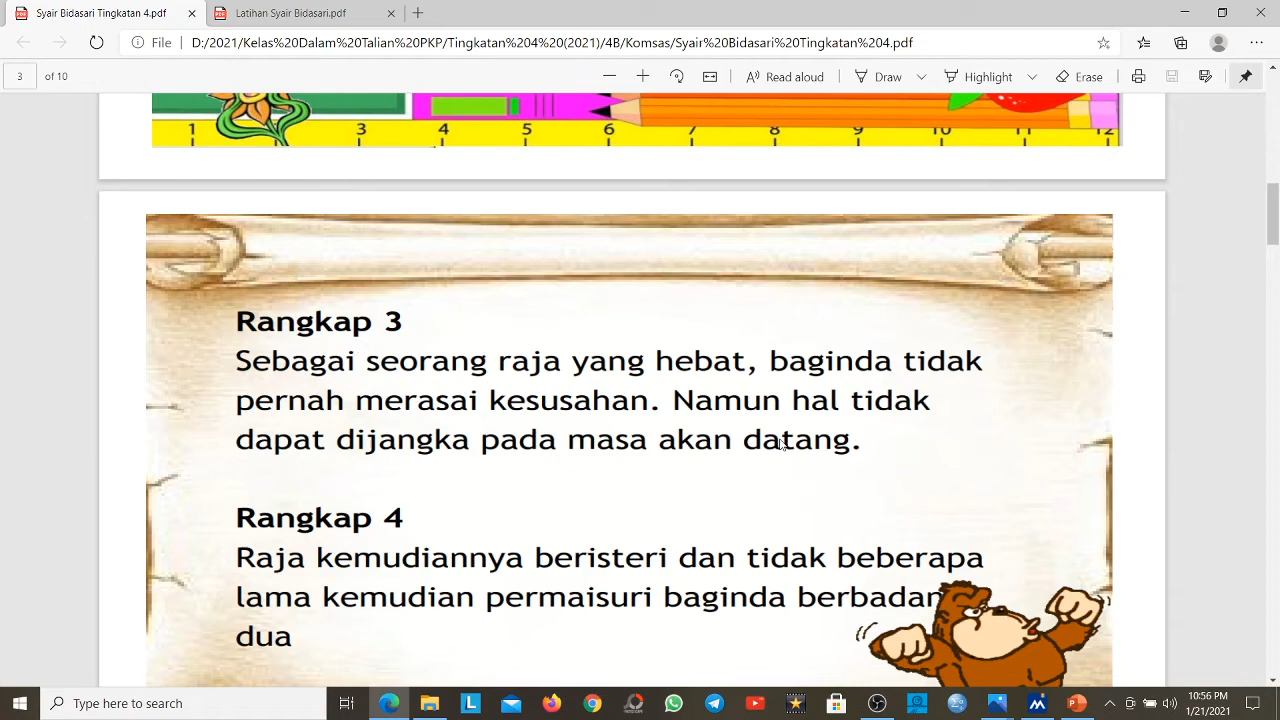 Syair Bidasari Tingkatan 4.pdf
Latihan Syair Bidasari.pdf
File
D:/2021/Kelas%20Dalam%20Talian%20PKP/Tingkatan%204%20(2021)/4B/Komsas/Syair%20Bidasari%20Tingkatan%204.pdf
3 of 10
Read aloud
Draw
Highlight
Erase
1 3 4 5 6 7 8 9 10 11 12
Rangkap 3
Sebagai seorang raja yang hebat, baginda tidak
pernah merasai kesusahan. Namun hal tidak
dapat dijangka pada masa akan datang.
Rangkap 4
Raja kemudiannya beristeri dan tidak beberapa
lama kemudian permaisuri baginda berbadan
dua
Type here to search
10:56 PM
1/21/2021